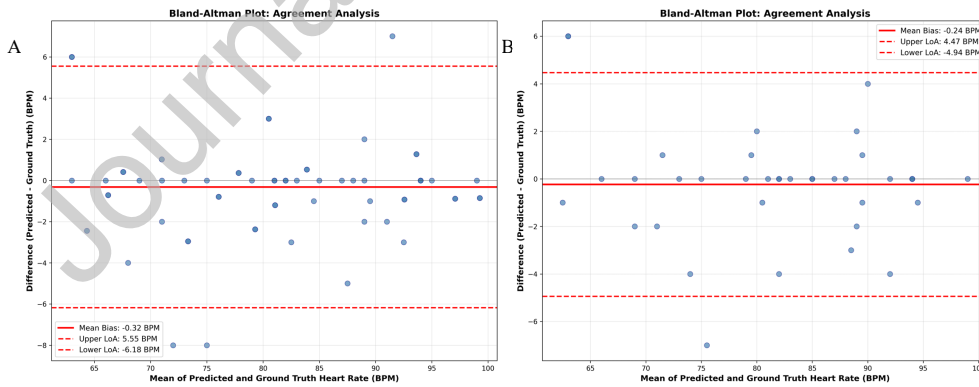 A
Bland-Altman Plot: Agreement Analysis
Difference (Predicted - Ground Truth) (BPM)
6
4
2
0
−2
−4
−6
−8
Mean Bias: -0.32 BPM
Upper LoA: 5.55 BPM
Lower LoA: -6.18 BPM
65 70 75 80 85 90 95 100
Mean of Predicted and Ground Truth Heart Rate (BPM)
B
Bland-Altman Plot: Agreement Analysis
Mean Bias: -0.24 BPM
Upper LoA: 4.47 BPM
Lower LoA: -4.94 BPM
Difference (Predicted - Ground Truth) (BPM)
6
4
2
0
−2
−4
−6
65 70 75 80 85 90 95
Mean of Predicted and Ground Truth Heart Rate (BPM)
Journa